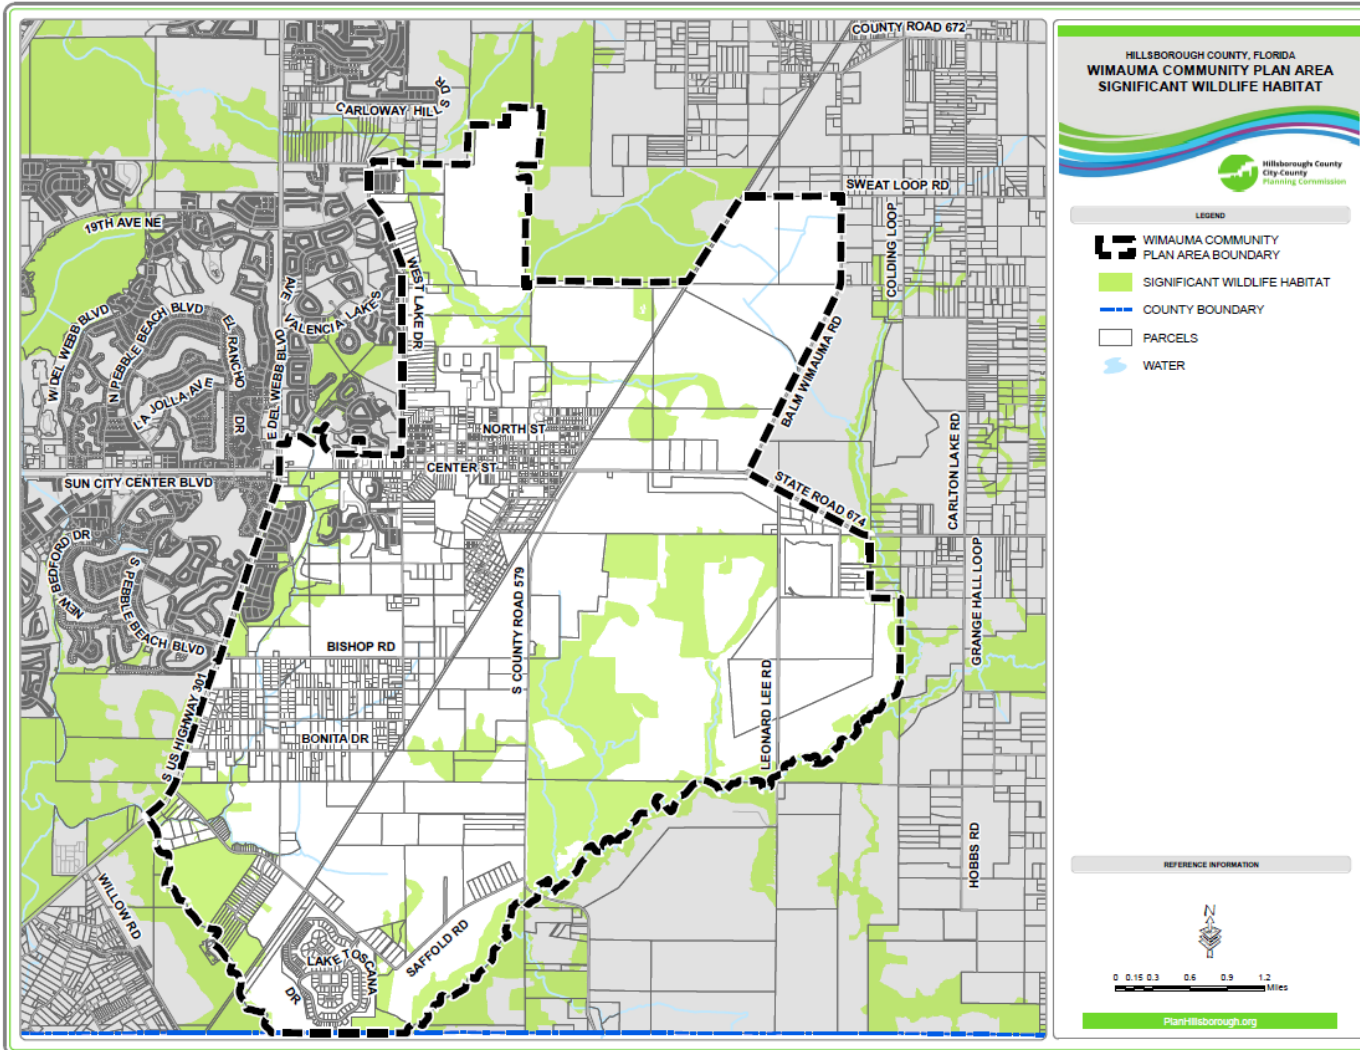 COUNTY ROAD 672
CARLOWAY HILLS DR
SWEAT LOOP RD
19TH AVE NE
COLDING LOOP
WEST LAKE DR
AVE
VALENCIA LAKES
W DEL WEBB BLVD
N PEBBLE BEACH BLVD
EL RANCHO
DR
E DEL WEBB BLVD
LA JOLLA AVE
BALM WIMAUMA RD
NORTH ST
CENTER ST
CARLTON LAKE RD
SUN CITY CENTER BLVD
STATE ROAD 674
NEW BEDFORD DR
S PEBBLE BEACH BLVD
S COUNTY ROAD 579
GRANGE HALL LOOP
BISHOP RD
LEONARD LEE RD
S US HIGHWAY 301
BONITA DR
HOBBS RD
WILLOW RD
SAFFOLD RD
LAKE TOSCANA
DR
HILLSBOROUGH COUNTY, FLORIDA
WIMAUMA COMMUNITY PLAN AREA
SIGNIFICANT WILDLIFE HABITAT
Hillsborough County
City-County
Planning Commission
LEGEND
WIMAUMA COMMUNITY
PLAN AREA BOUNDARY
SIGNIFICANT WILDLIFE HABITAT
COUNTY BOUNDARY
PARCELS
WATER
REFERENCE INFORMATION
N
0 0.15 0.3 0.6 0.9 1.2
Miles
PlanHillsborough.org